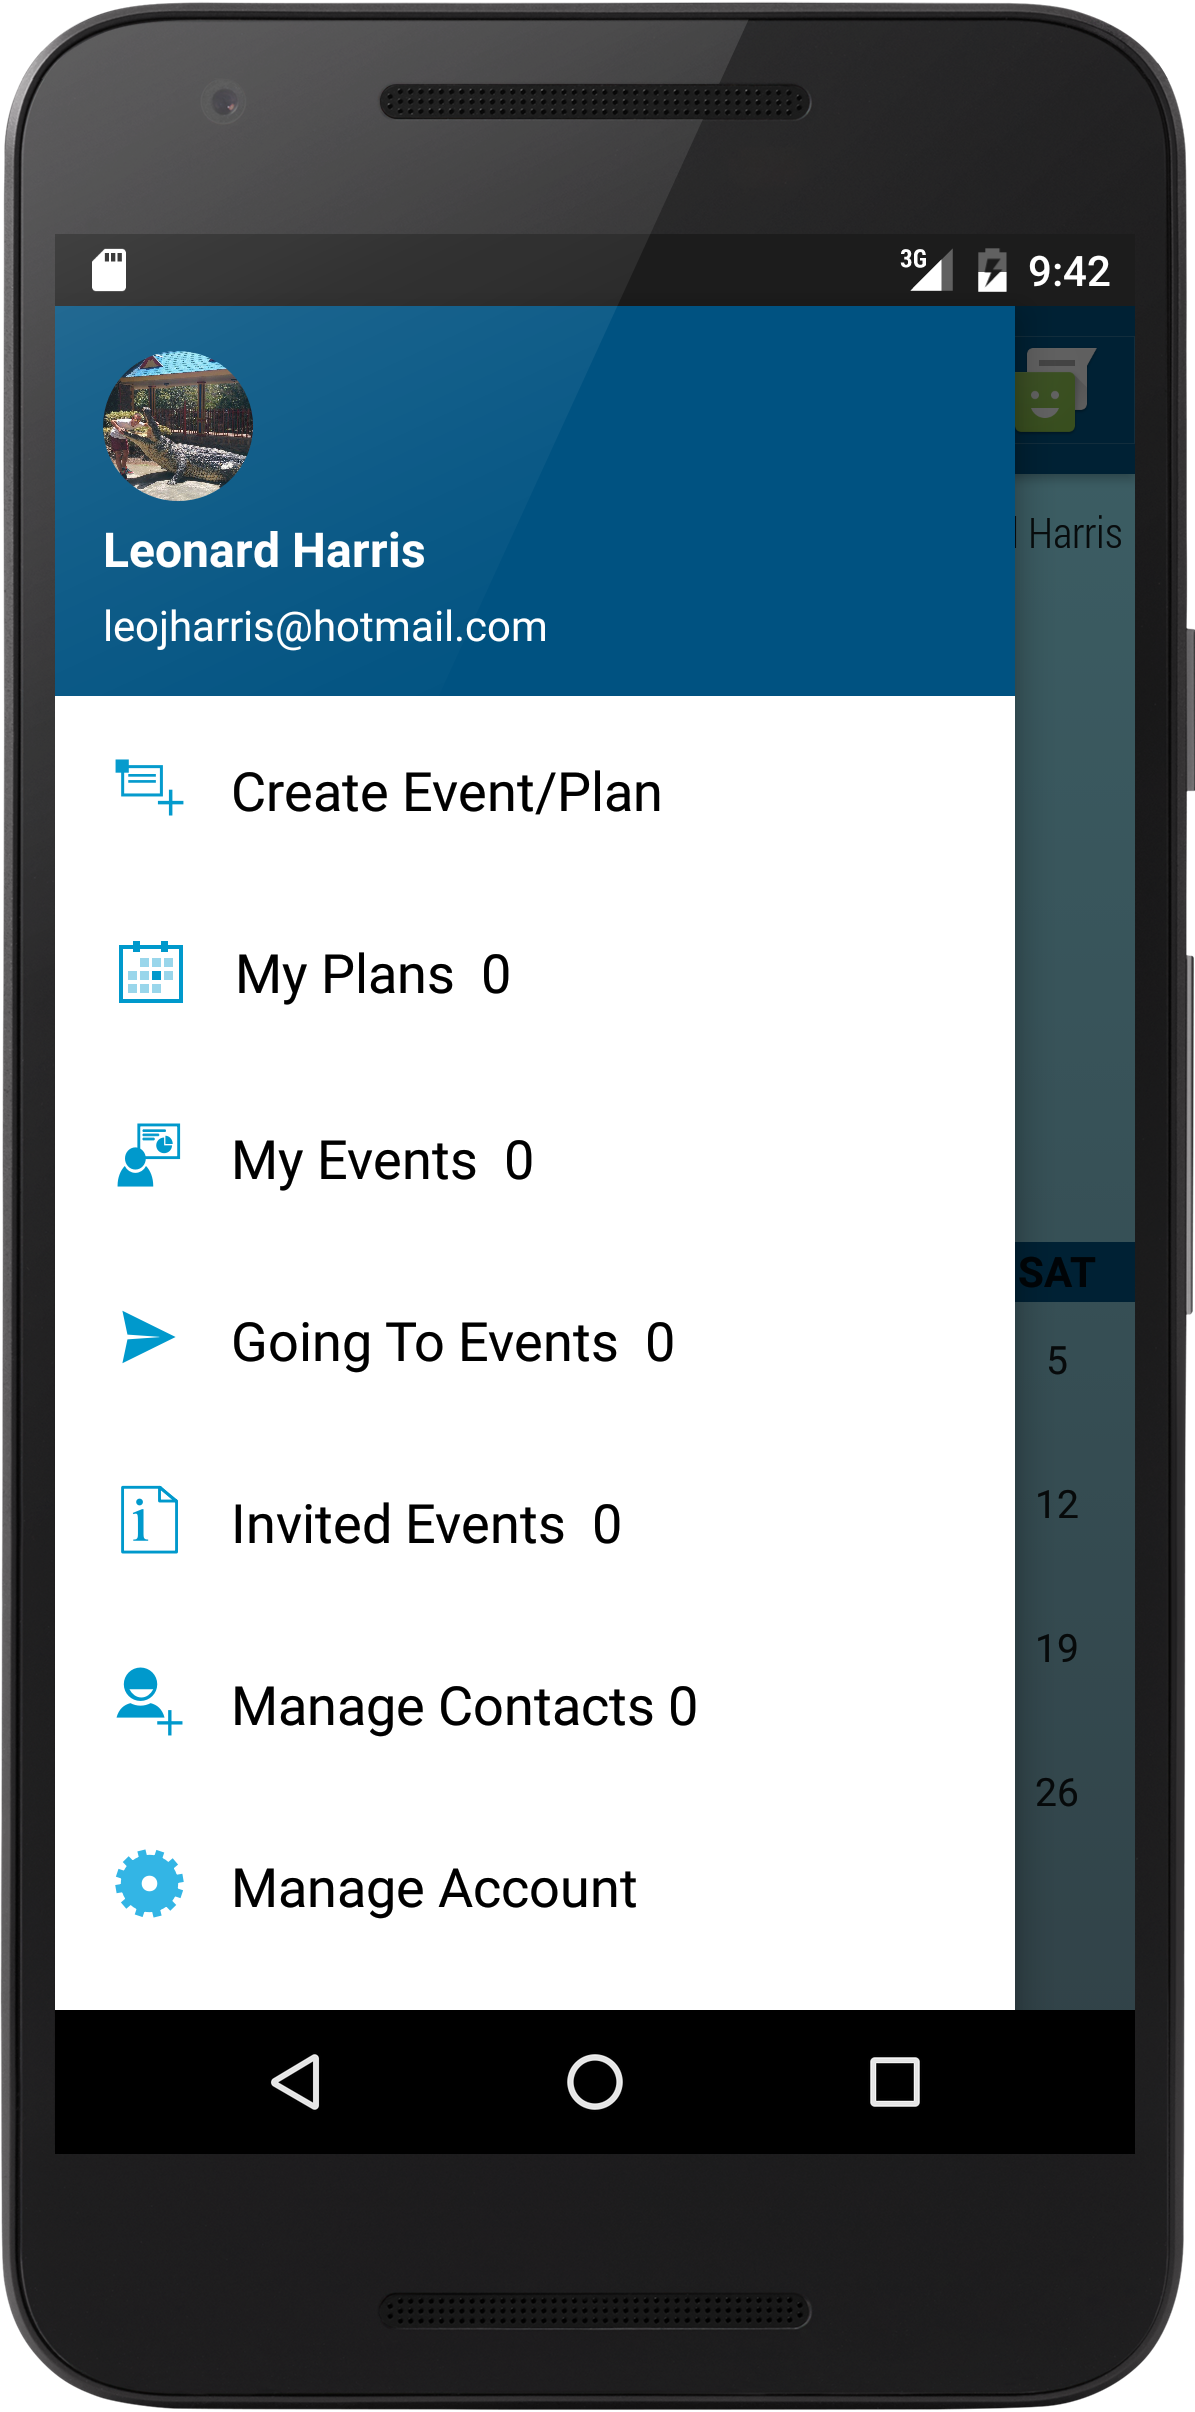 3G 9:42
Leonard Harris
leojharris@hotmail.com
Harris
Create Event/Plan
My Plans 0
My Events 0
SAT
Going To Events 0
5
Invited Events 0
12
19
Manage Contacts 0
26
Manage Account